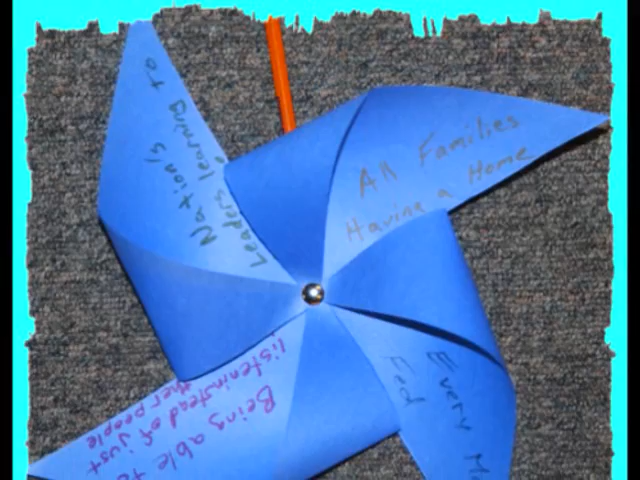 All Families
Having a Home
Nation's
Leaders learning to
Every
Fed
Being able to
listen instead of just
other people